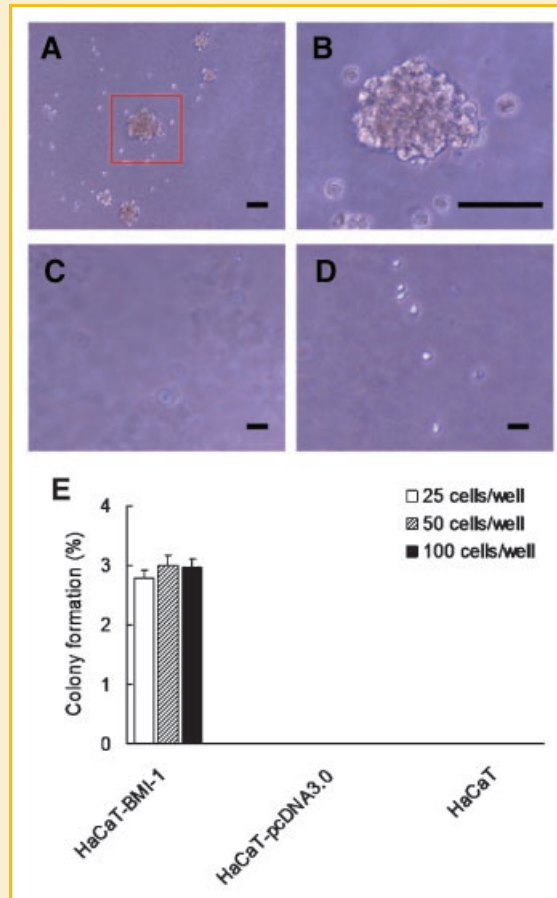 A
B
C
D
E
25 cells/well
50 cells/well
100 cells/well
Colony formation (%)
4
3
2
1
0
HaCaT-BMI-1
HaCaT-pcDNA3.0
HaCaT